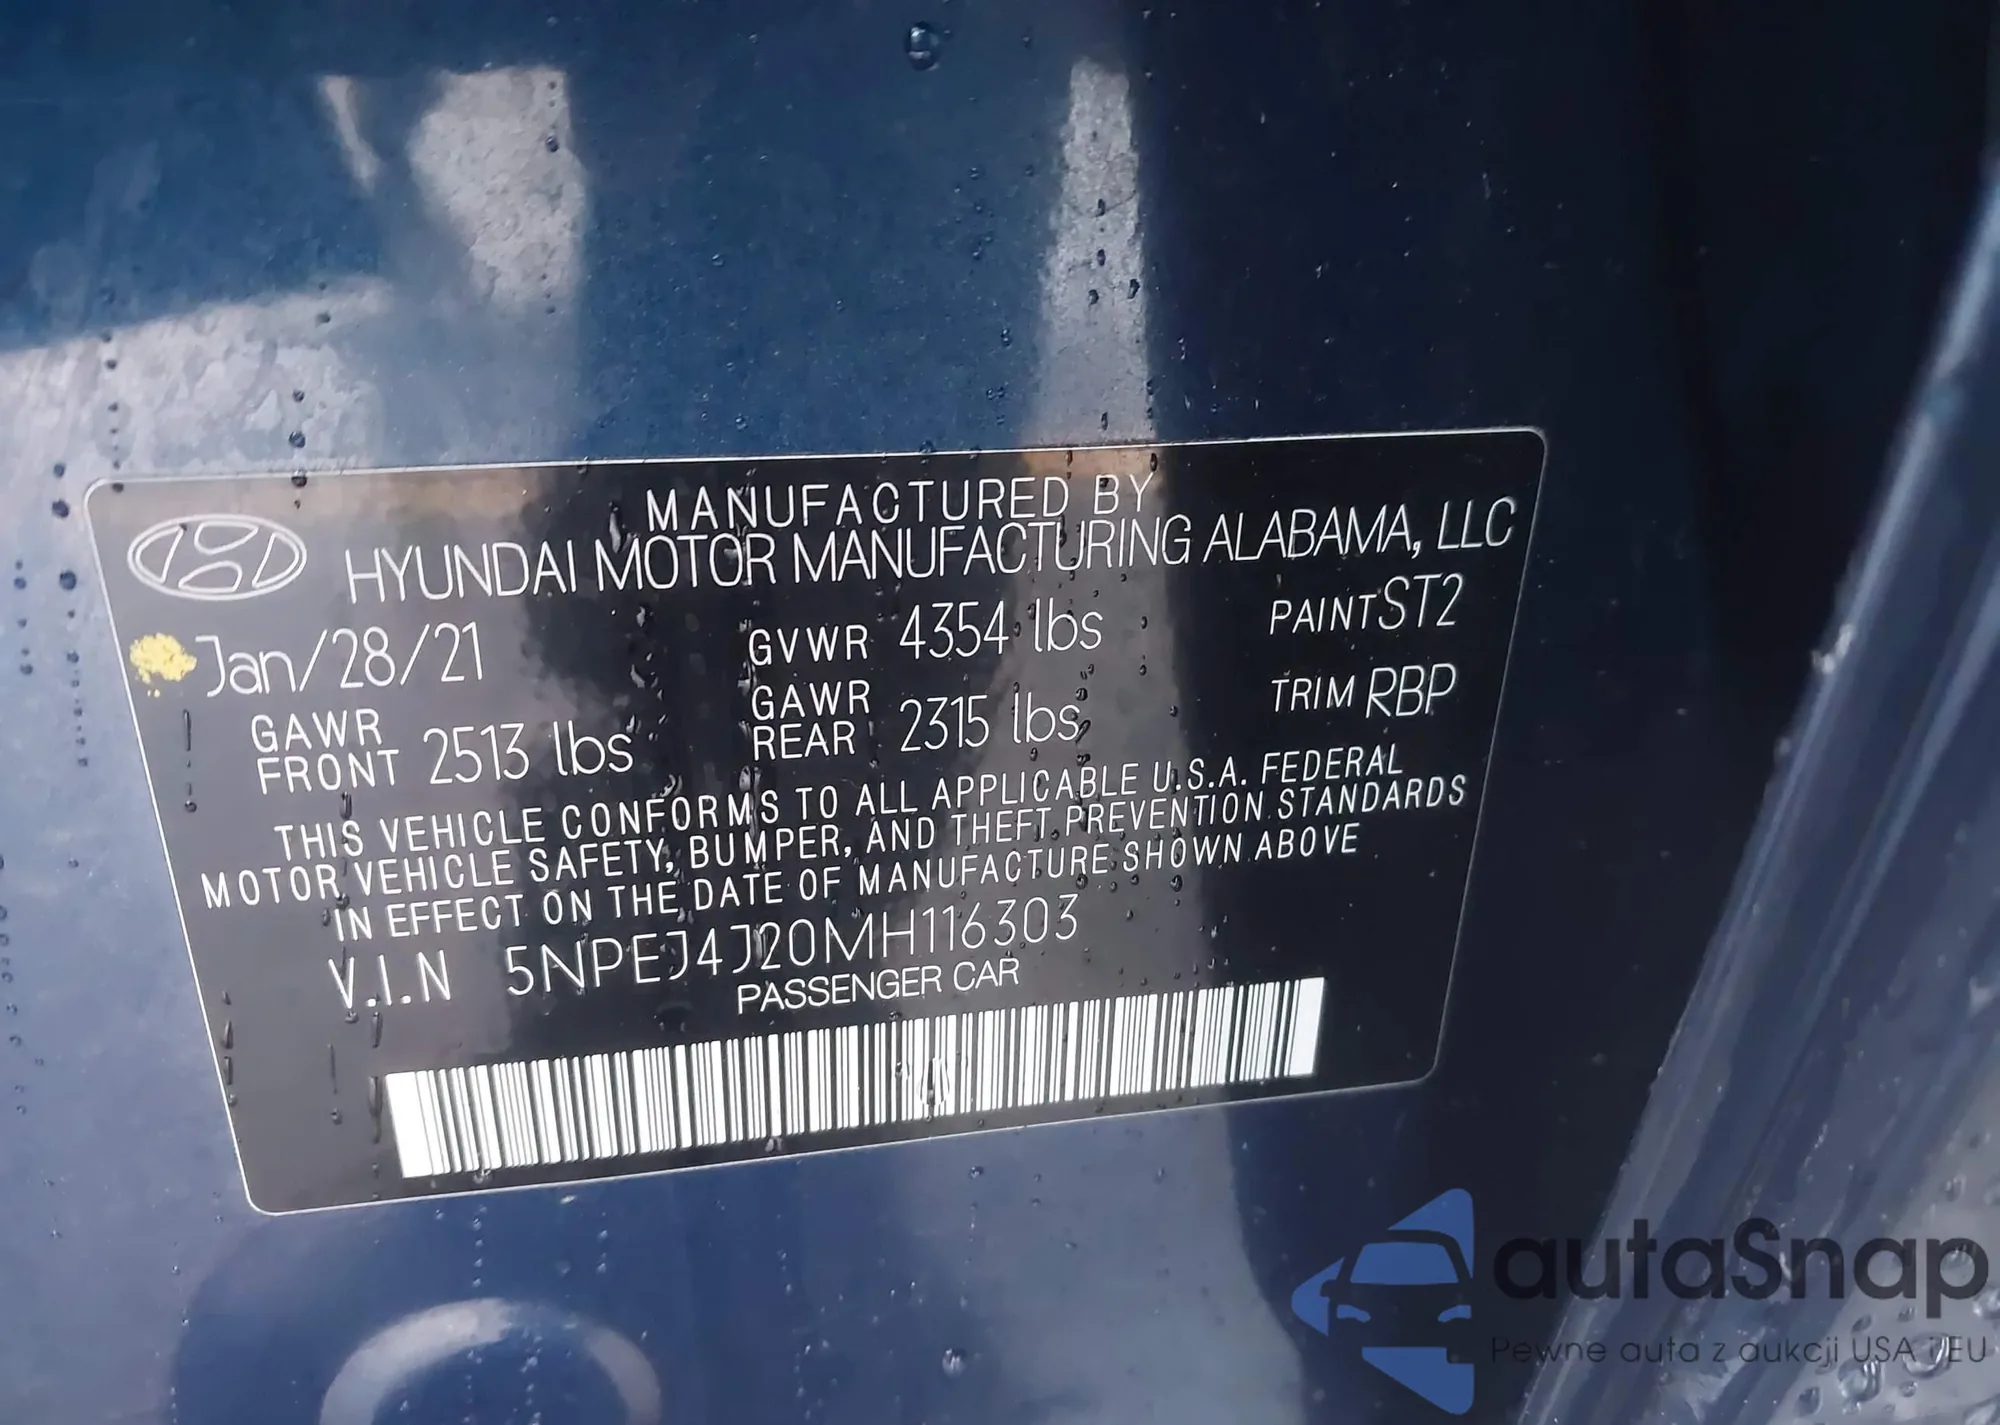 MANUFACTURED BY
HYUNDAI MOTOR MANUFACTURING ALABAMA, LLC
Jan/28/21 GVWR 4354 lbs PAINT ST2
GAWR FRONT 2513 lbs GAWR REAR 2315 lbs TRIM RBP
THIS VEHICLE CONFORMS TO ALL APPLICABLE U.S.A. FEDERAL
MOTOR VEHICLE SAFETY, BUMPER, AND THEFT PREVENTION STANDARDS
IN EFFECT ON THE DATE OF MANUFACTURE SHOWN ABOVE
V.I.N 5NPEJ4J20MH116303
PASSENGER CAR
autaSnap
Pewne auta z aukcji USA i EU